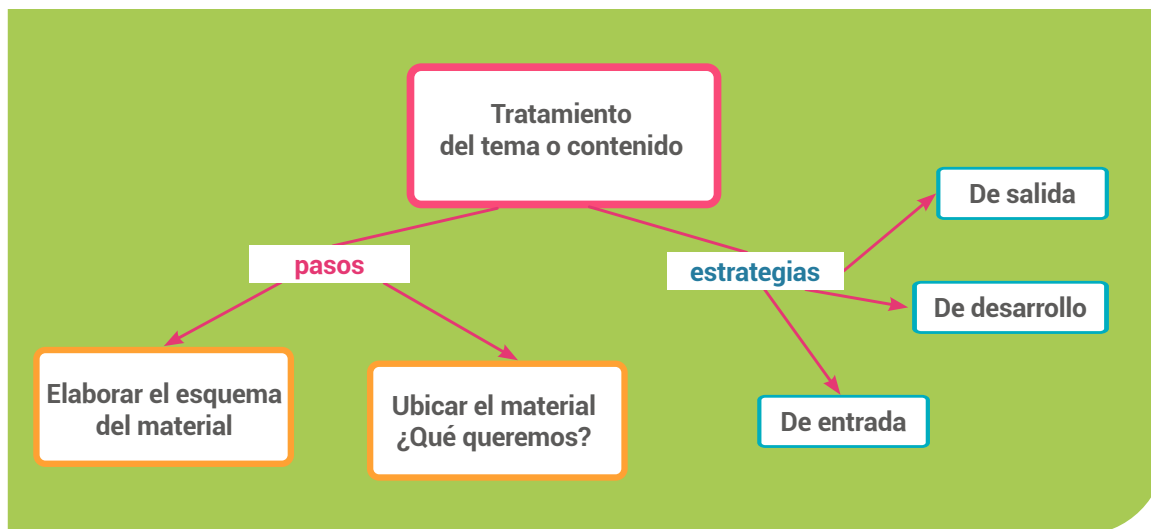 Tratamiento
del tema o contenido
De salida
pasos
estrategias
De desarrollo
Elaborar el esquema
del material
Ubicar el material
¿Qué queremos?
De entrada